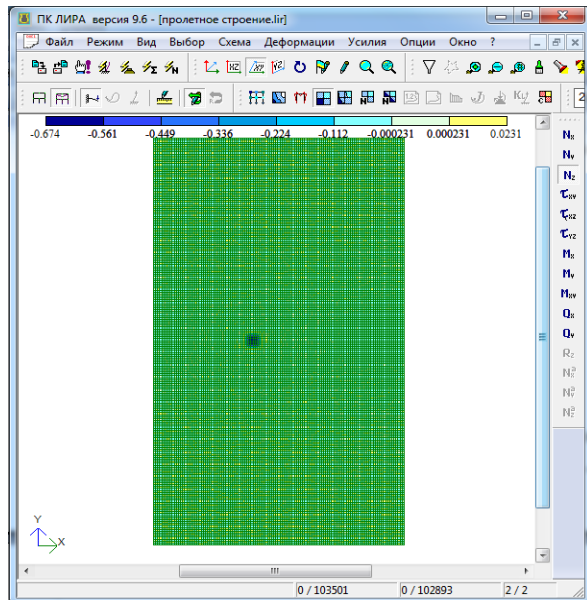 ПК ЛИРА версия 9.6 - [пролетное строение.lir]
Файл Режим Вид Выбор Схема Деформации Усилия Опции Окно ?
-0.674 -0.561 -0.449 -0.336 -0.224 -0.112 -0.000231 0.000231 0.0231
Nx
Ny
Nz
τxy
τxz
τyz
Mx
My
Mxy
Qx
Qy
Rz
Y
X
0 / 103501 0 / 102893 2 / 2